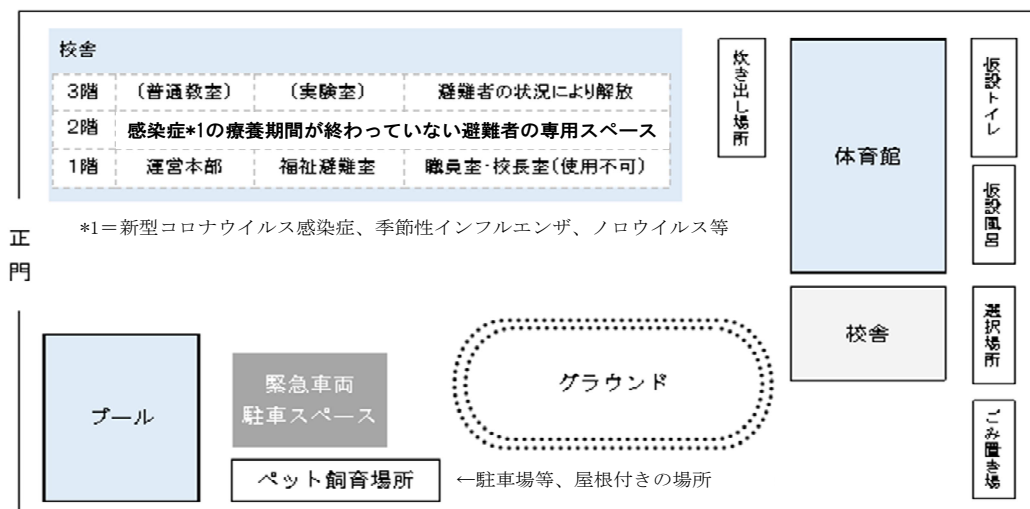 校舎
3階 （普通教室） （実験室） 避難者の状況により解放
2階 感染症*1の療養期間が終わっていない避難者の専用スペース
1階 運営本部 福祉避難室 職員室・校長室（使用不可）
*1＝新型コロナウイルス感染症、季節性インフルエンザ、ノロウイルス等
炊き出し場所
体育館
仮設トイレ
仮設風呂
正門
校舎
選択場所
プール
緊急車両
駐車スペース
グラウンド
ごみ置き場
ペット飼育場所
←駐車場等、屋根付きの場所